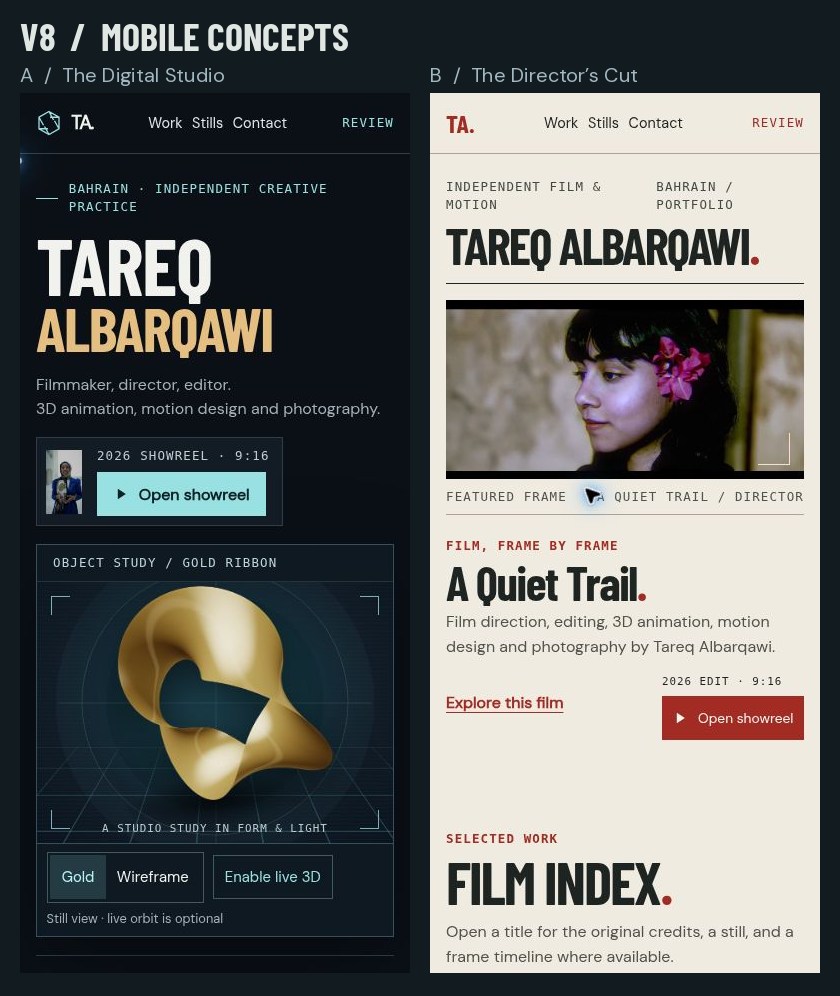 V8 / MOBILE CONCEPTS
A / The Digital Studio
TA.
Work Stills Contact
REVIEW
BAHRAIN · INDEPENDENT CREATIVE
PRACTICE
TAREQ
ALBARQAWI
Filmmaker, director, editor.
3D animation, motion design and photography.
2026 SHOWREEL · 9:16
Open showreel
OBJECT STUDY / GOLD RIBBON
A STUDIO STUDY IN FORM & LIGHT
Gold
Wireframe
Enable live 3D
Still view · live orbit is optional
B / The Director’s Cut
TA.
Work Stills Contact
REVIEW
INDEPENDENT FILM &
MOTION
BAHRAIN /
PORTFOLIO
TAREQ ALBARQAWI.
FEATURED FRAME
A QUIET TRAIL / DIRECTOR
FILM, FRAME BY FRAME
A Quiet Trail.
Film direction, editing, 3D animation, motion
design and photography by Tareq Albarqawi.
Explore this film
2026 EDIT · 9:16
Open showreel
SELECTED WORK
FILM INDEX.
Open a title for the original credits, a still, and a
frame timeline where available.